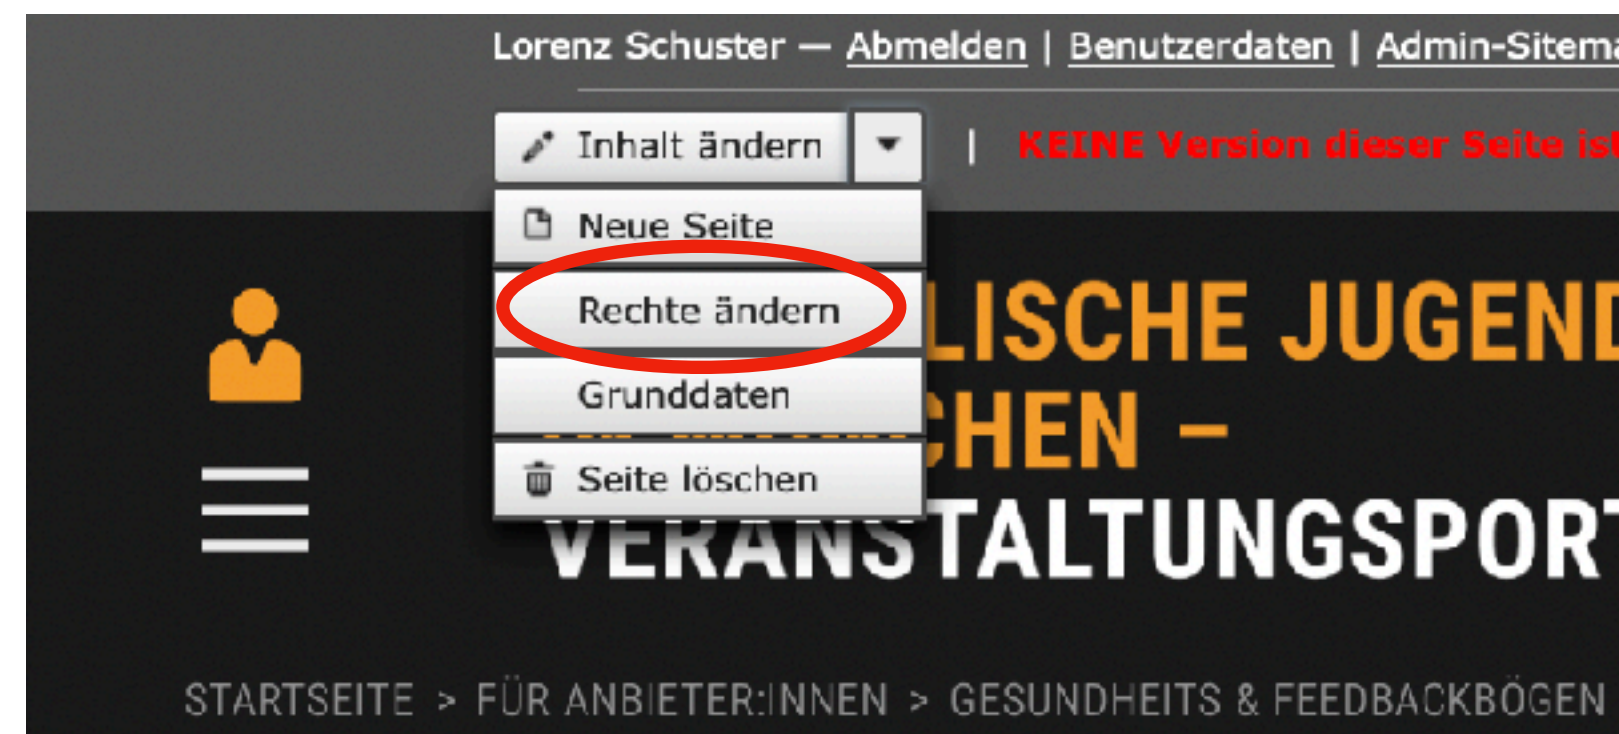 Lorenz Schuster — Abmelden | Benutzerdaten | Admin-Sitema
Inhalt ändern | KEINE Version dieser Seite ist
Neue Seite
Rechte ändern
LISCHE JUGEND
Grunddaten
CHEN –
Seite löschen
VERANSTALTUNGSPORT
STARTSEITE > FÜR ANBIETER:INNEN > GESUNDHEITS & FEEDBACKBÖGEN